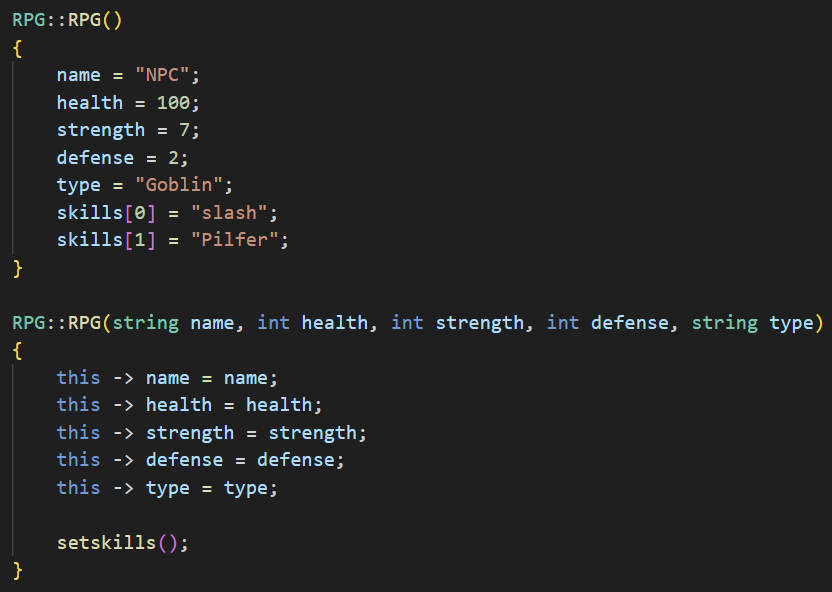 RPG::RPG()
{
    name = "NPC";
    health = 100;
    strength = 7;
    defense = 2;
    type = "Goblin";
    skills[0] = "slash";
    skills[1] = "Pilfer";
}

RPG::RPG(string name, int health, int strength, int defense, string type)
{
    this -> name = name;
    this -> health = health;
    this -> strength = strength;
    this -> defense = defense;
    this -> type = type;

    setskills();
}